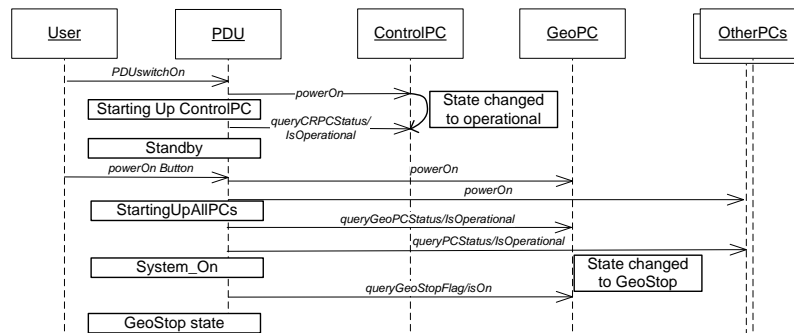 User
PDU
ControlPC
GeoPC
OtherPCs
PDUswitchOn
powerOn
Starting Up ControlPC
State changed
to operational
queryCRPCStatus/
IsOperational
Standby
powerOn Button
powerOn
powerOn
StartingUpAllPCs
queryGeoPCStatus/IsOperational
queryPCStatus/IsOperational
System_On
State changed
to GeoStop
queryGeoStopFlag/isOn
GeoStop state